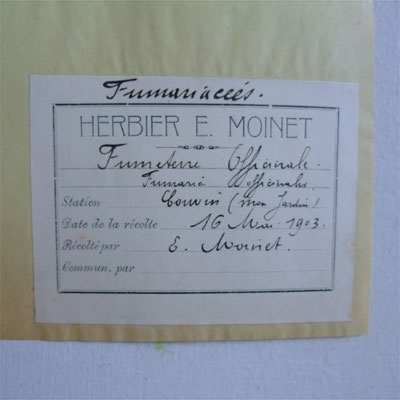 Fumariacées.
HERBIER E. MOINET
Fumeterre Officinale.
Fumaria officinalis.
Station Couvin (mon Jardin)
Date de la récolte 16 Mai 1903.
Récolté par E. Moinet.
Commun. par